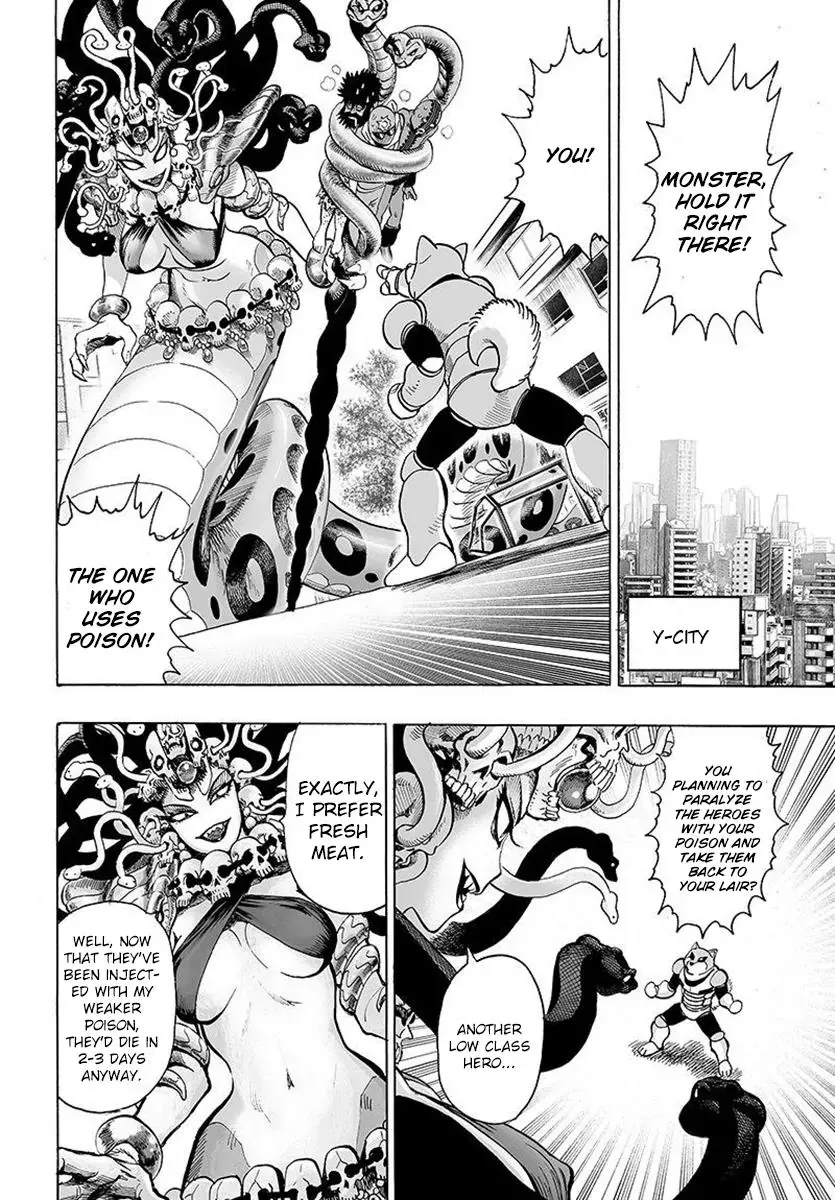 MONSTER,
HOLD IT
RIGHT
THERE!
Y-CITY
YOU!
THE ONE
WHO
USES
POISON!
YOU
PLANNING TO
PARALYZE
THE HEROES
WITH YOUR
POISON AND
TAKE THEM
BACK TO
YOUR LAIR?
ANOTHER
LOW CLASS
HERO...
EXACTLY,
I PREFER
FRESH
MEAT.
WELL, NOW
THAT THEY'VE
BEEN INJECT-
ED WITH MY
WEAKER
POISON,
THEY'D DIE IN
2-3 DAYS
ANYWAY.